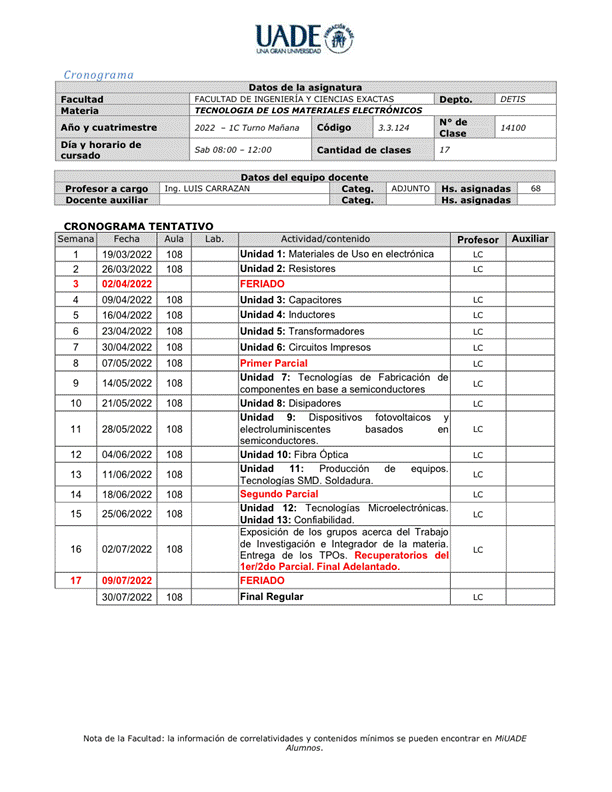 UADE
FUNDACIÓN UADE
UNA GRAN UNIVERSIDAD
Cronograma
Datos de la asignatura
Facultad FACULTAD DE INGENIERÍA Y CIENCIAS EXACTAS Depto. DETIS
Materia TECNOLOGIA DE LOS MATERIALES ELECTRÓNICOS
Año y cuatrimestre 2022 – 1C Turno Mañana Código 3.3.124 N° de Clase 14100
Día y horario de cursado Sab 08:00 – 12:00 Cantidad de clases 17
Datos del equipo docente
Profesor a cargo Ing. LUIS CARRAZAN Categ. ADJUNTO Hs. asignadas 68
Docente auxiliar Categ. Hs. asignadas
CRONOGRAMA TENTATIVO
Semana Fecha Aula Lab. Actividad/contenido Profesor Auxiliar
1 19/03/2022 108 Unidad 1: Materiales de Uso en electrónica LC
2 26/03/2022 108 Unidad 2: Resistores LC
3 02/04/2022 FERIADO
4 09/04/2022 108 Unidad 3: Capacitores LC
5 16/04/2022 108 Unidad 4: Inductores LC
6 23/04/2022 108 Unidad 5: Transformadores LC
7 30/04/2022 108 Unidad 6: Circuitos Impresos LC
8 07/05/2022 108 Primer Parcial LC
9 14/05/2022 108 Unidad 7: Tecnologías de Fabricación de
componentes en base a semiconductores LC
10 21/05/2022 108 Unidad 8: Disipadores LC
11 28/05/2022 108 Unidad 9: Dispositivos fotovoltaicos y
electroluminiscentes basados en
semiconductores. LC
12 04/06/2022 108 Unidad 10: Fibra Óptica LC
13 11/06/2022 108 Unidad 11: Producción de equipos.
Tecnologías SMD. Soldadura. LC
14 18/06/2022 108 Segundo Parcial LC
15 25/06/2022 108 Unidad 12: Tecnologías Microelectrónicas.
Unidad 13: Confiabilidad. LC
16 02/07/2022 108 Exposición de los grupos acerca del Trabajo
de Investigación e Integrador de la materia.
Entrega de los TPOs. Recuperatorios del
1er/2do Parcial. Final Adelantado. LC
17 09/07/2022 FERIADO
30/07/2022 108 Final Regular LC
Nota de la Facultad: la información de correlatividades y contenidos mínimos se pueden encontrar en MiUADE
Alumnos.